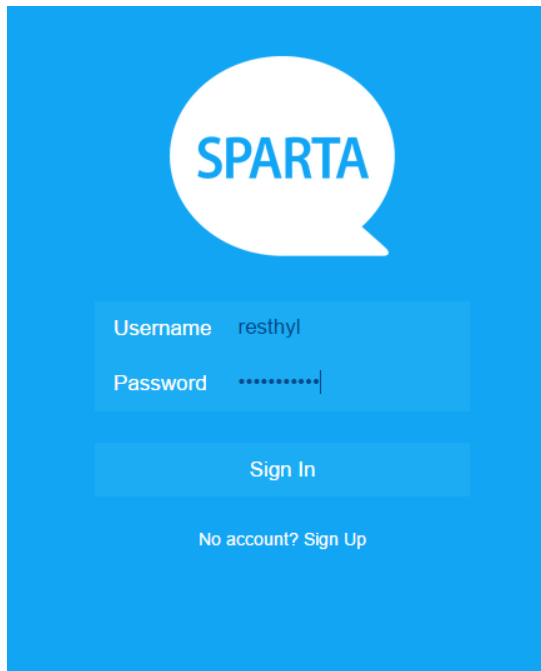 SPARTA
Username resthyl
Password •••••••••••
Sign In
No account? Sign Up